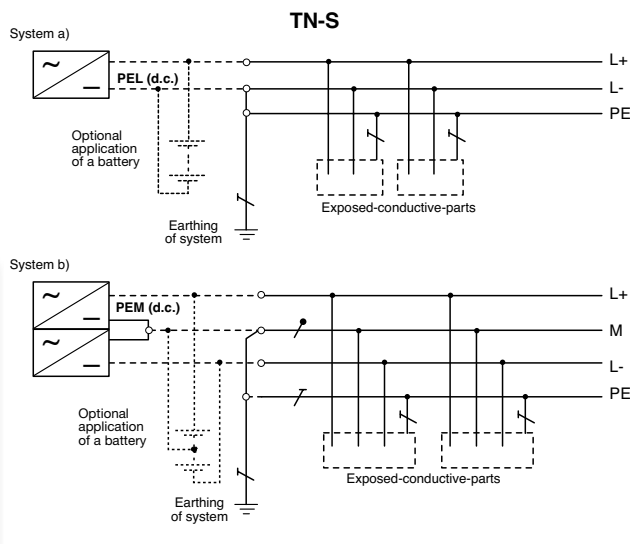 TN-S
System a)
L+
PEL (d.c.)
L-
PE
Optional
application
of a battery
Exposed-conductive-parts
Earthing
of system
System b)
L+
PEM (d.c.)
M
L-
PE
Optional
application
of a battery
Exposed-conductive-parts
Earthing
of system